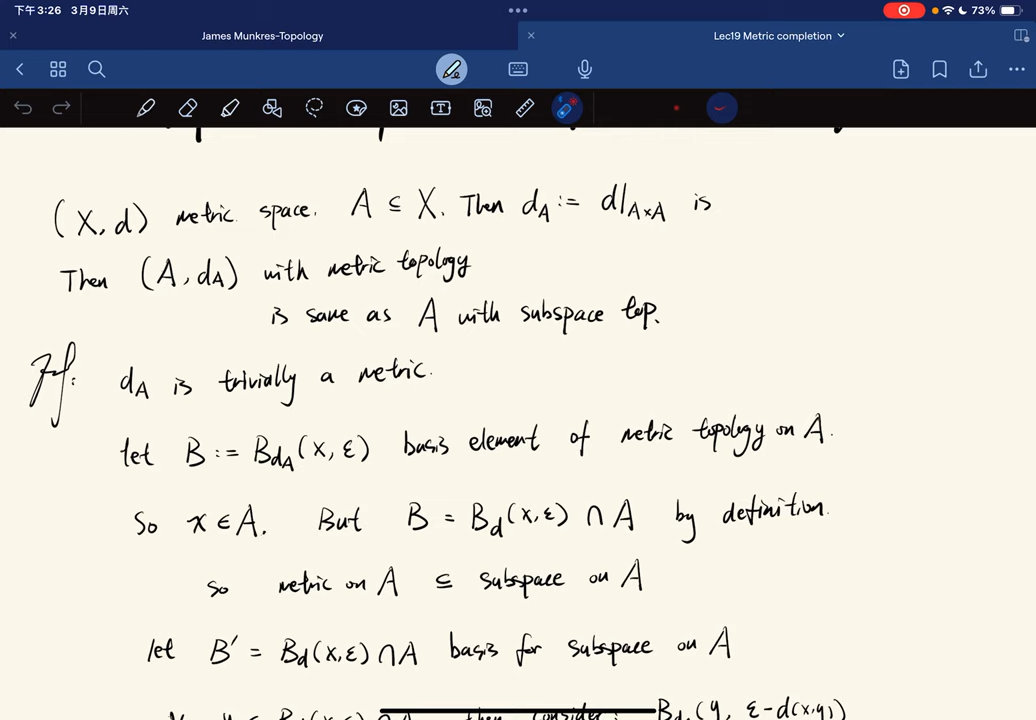 下午3:26 3月9日周六
73%
James Munkres-Topology
Lec19 Metric completion
(X, d) metric space. A ⊆ X. Then d_A := d|_{A×A} is
Then (A, d_A) with metric topology
is same as A with subspace top.
Pf: d_A is trivially a metric.
let B := B_{d_A}(x, ε) basis element of metric topology on A.
So x ∈ A. But B = B_d(x, ε) ∩ A by definition.
so metric on A ⊆ subspace on A
let B' = B_d(x, ε) ∩ A basis for subspace on A
then consider B_{d}(y, ε-d(x,y))